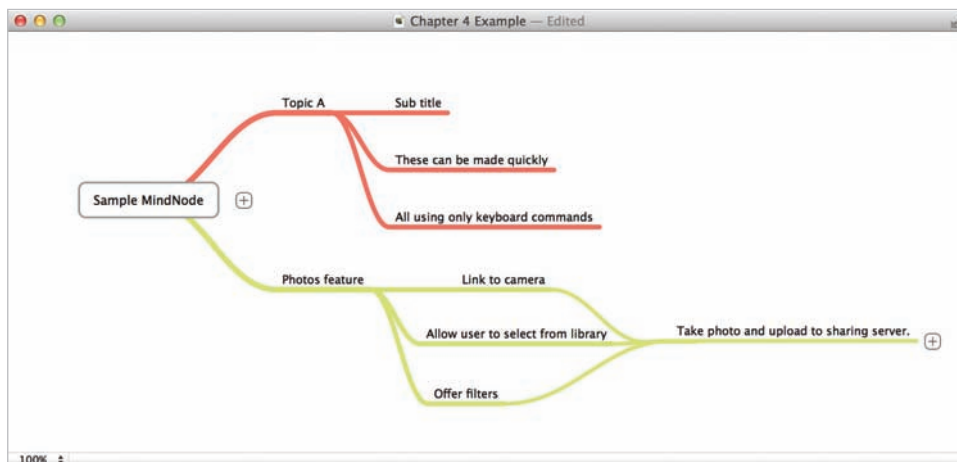 Chapter 4 Example — Edited
Topic A
Sub title
These can be made quickly
Sample MindNode
All using only keyboard commands
Photos feature
Link to camera
Allow user to select from library
Take photo and upload to sharing server.
Offer filters
100%